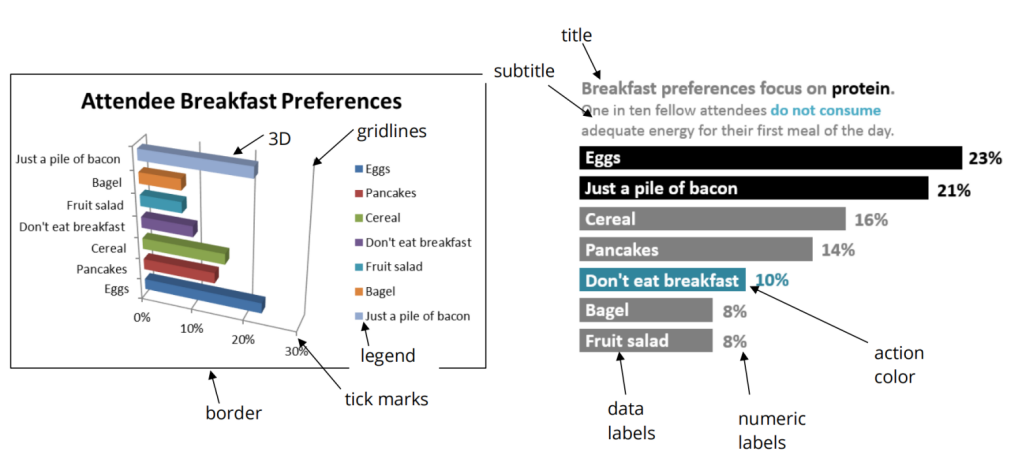 title
subtitle
Attendee Breakfast Preferences
3D
gridlines
Just a pile of bacon
Bagel
Fruit salad
Don't eat breakfast
Cereal
Pancakes
Eggs
0%
10%
20%
30%
Eggs
Pancakes
Cereal
Don't eat breakfast
Fruit salad
Bagel
Just a pile of bacon
legend
tick marks
border
Breakfast preferences focus on protein.
One in ten fellow attendees do not consume
adequate energy for their first meal of the day.
Eggs 23%
Just a pile of bacon 21%
Cereal 16%
Pancakes 14%
Don't eat breakfast 10%
Bagel 8%
Fruit salad 8%
action
color
data
labels
numeric
labels